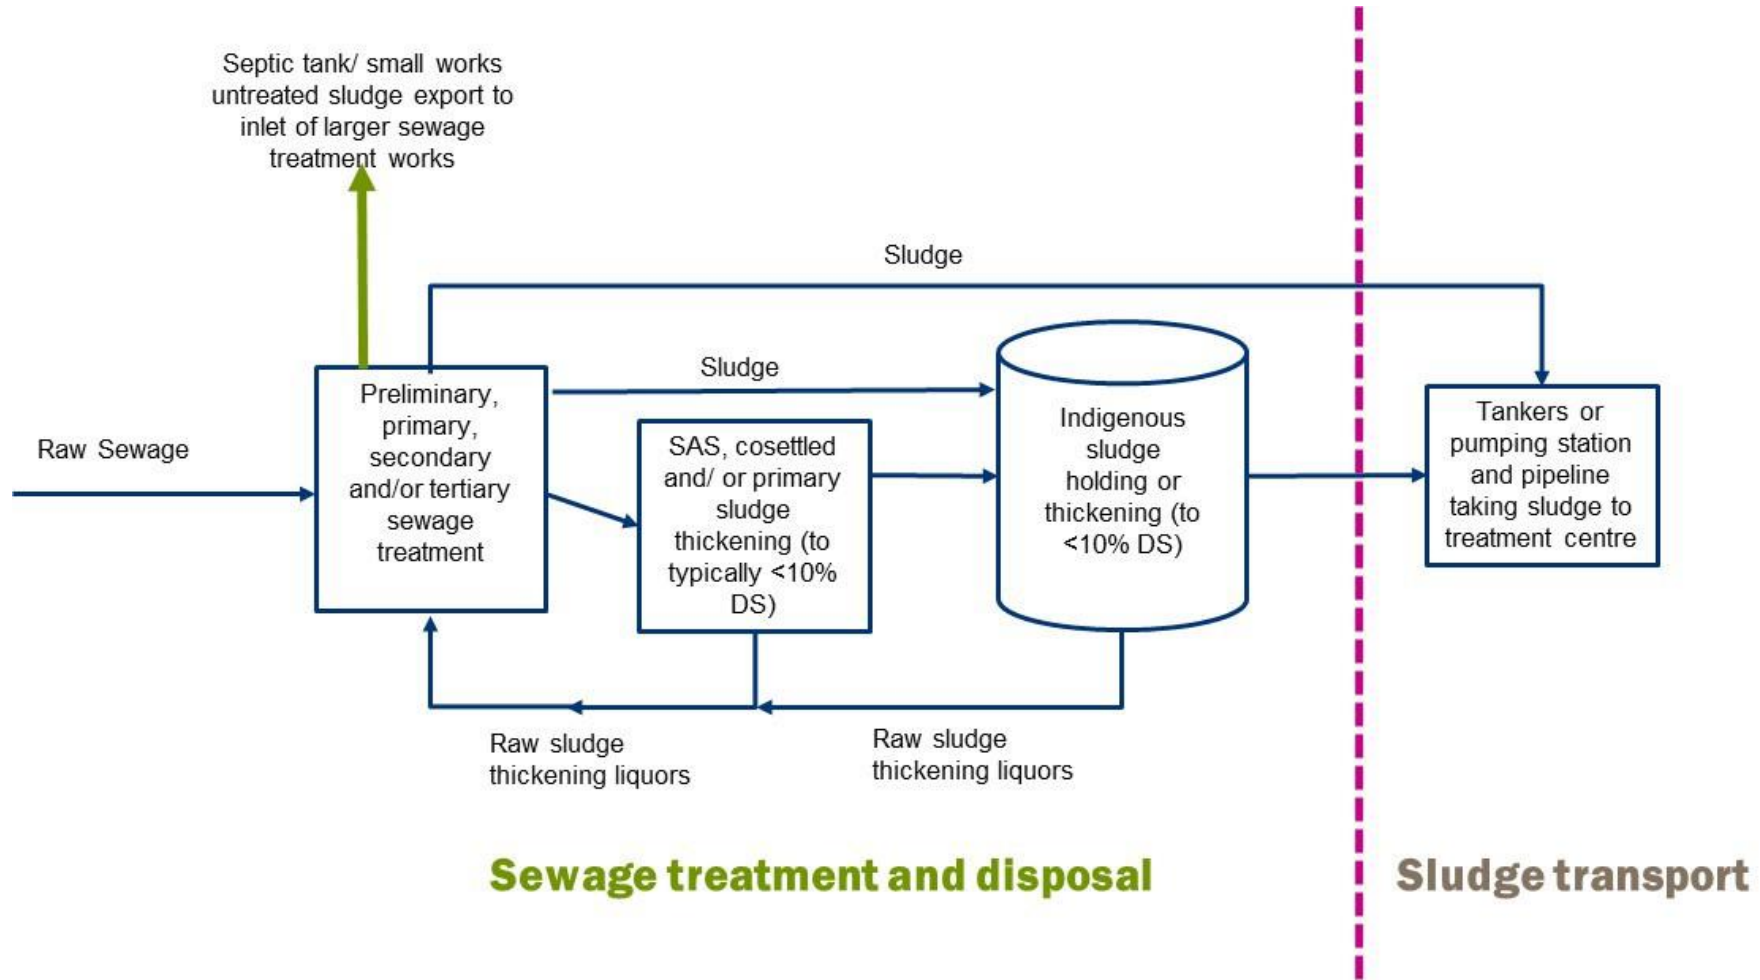 Septic tank/ small works
untreated sludge export to
inlet of larger sewage
treatment works
Sludge
Sludge
Raw Sewage
Preliminary,
primary,
secondary
and/or tertiary
sewage
treatment
SAS, cosettled
and/ or primary
sludge
thickening (to
typically <10%
DS)
Indigenous
sludge
holding or
thickening (to
<10% DS)
Tankers or
pumping station
and pipeline
taking sludge to
treatment centre
Raw sludge
thickening liquors
Raw sludge
thickening liquors
Sewage treatment and disposal
Sludge transport